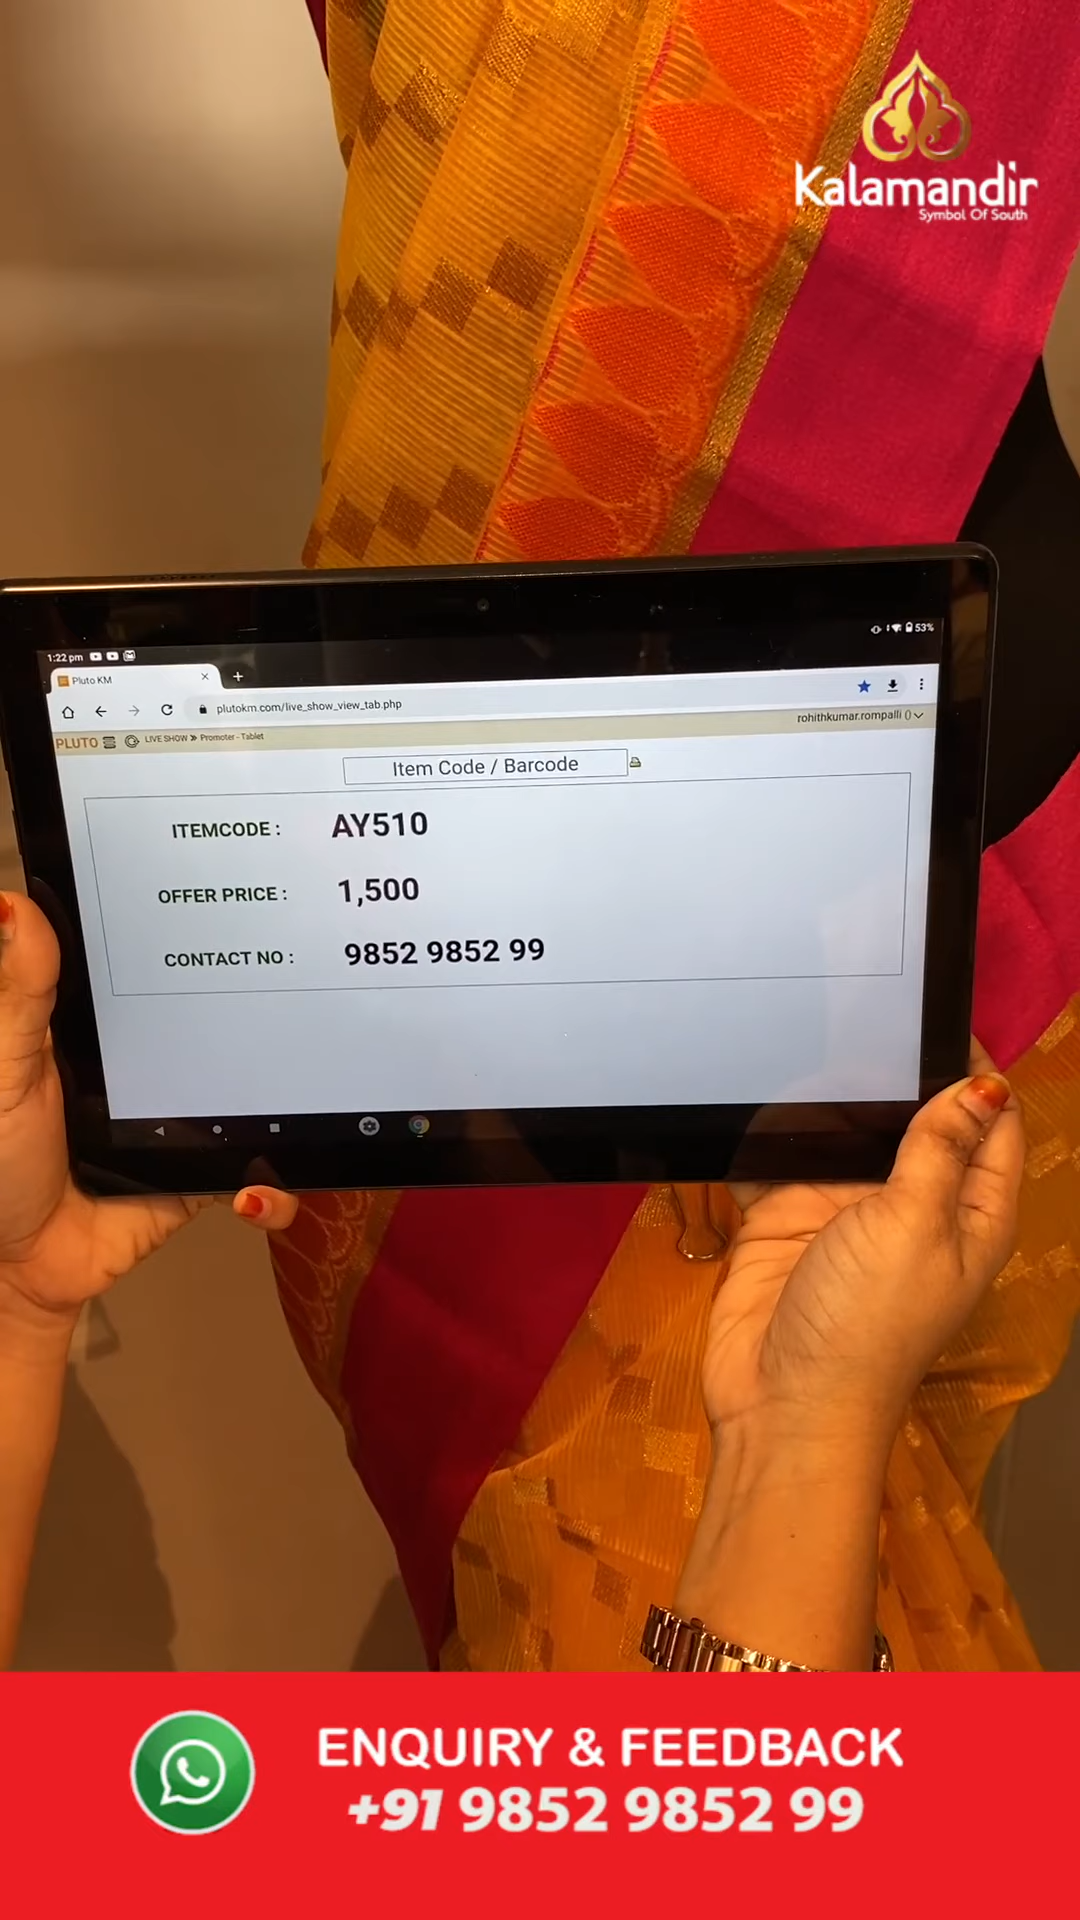 Kalamandir
Symbol Of South
1:22 pm
53%
Pluto KM
plutokm.com/live_show_view_tab.php
rohithkumar.rompalli ()
PLUTO
LIVE SHOW » Promoter - Tablet
Item Code / Barcode
ITEMCODE : AY510
OFFER PRICE : 1,500
CONTACT NO : 9852 9852 99
ENQUIRY & FEEDBACK
+91 9852 9852 99